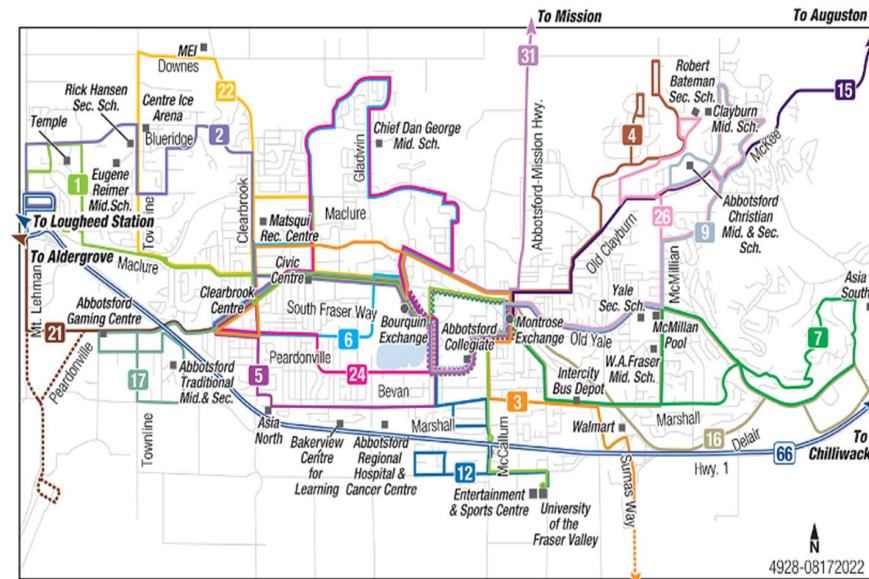 To Mission
To Auguston
MEI
Downes
22
31
Robert
Bateman
Sec. Sch.
15
Rick Hansen
Sec. Sch.
Centre Ice
Arena
Clayburn
Mid. Sch.
Temple
Blueridge
2
Gladwin
Chief Dan George
Mid. Sch.
4
McKee
1
Eugene
Reimer
Mid.Sch.
Townline
Clearbrook
Abbotsford-Mission Hwy.
Abbotsford
Christian
Mid. & Sec.
Sch.
Maclure
Matsqui
Rec. Centre
26
9
To Lougheed Station
Old Clayburn
To Aldergrove
Maclure
Civic
Centre
McMillian
Mt. Lehman
Clearbrook
Centre
South Fraser Way
Yale
Sec. Sch.
Asia
South
Abbotsford
Gaming Centre
Bourquin
Exchange
Abbotsford
Collegiate
Montrose
Exchange
Old Yale
McMillan
Pool
21
6
7
Peardonville
Peardonville
W.A.Fraser
Mid. Sch.
17
Abbotsford
Traditional
Mid.& Sec.
5
24
Bevan
Intercity
Bus Depot
3
Asia
North
Marshall
Marshall
Townline
Bakerview
Centre
for
Learning
Abbotsford
Regional
Hospital &
Cancer Centre
McCallum
Walmart
16
Delair
66
To
Chilliwack
12
Hwy. 1
Sumas Way
Entertainment
& Sports Centre
University
of the
Fraser Valley
N
4928-08172022